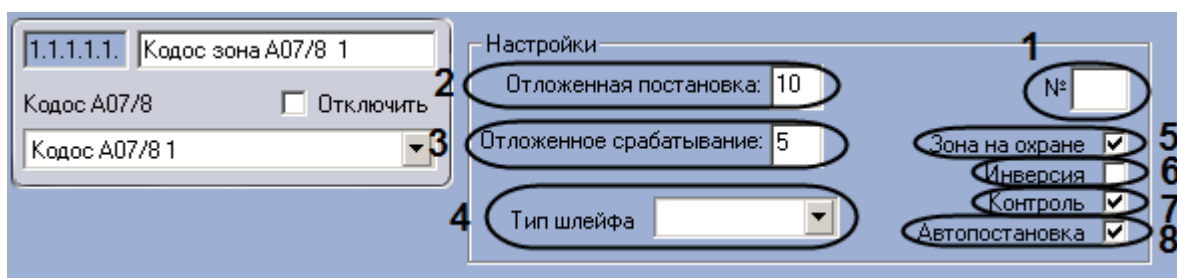 1.1.1.1.1. Кодос зона А07/8 1
Кодос А07/8 Отключить
Кодос А07/8 1
Настройки
1
2 Отложенная постановка: 10
№
3 Отложенное срабатывание: 5
Зона на охране 5
Инверсия 6
4 Тип шлейфа
Контроль 7
Автопостановка 8